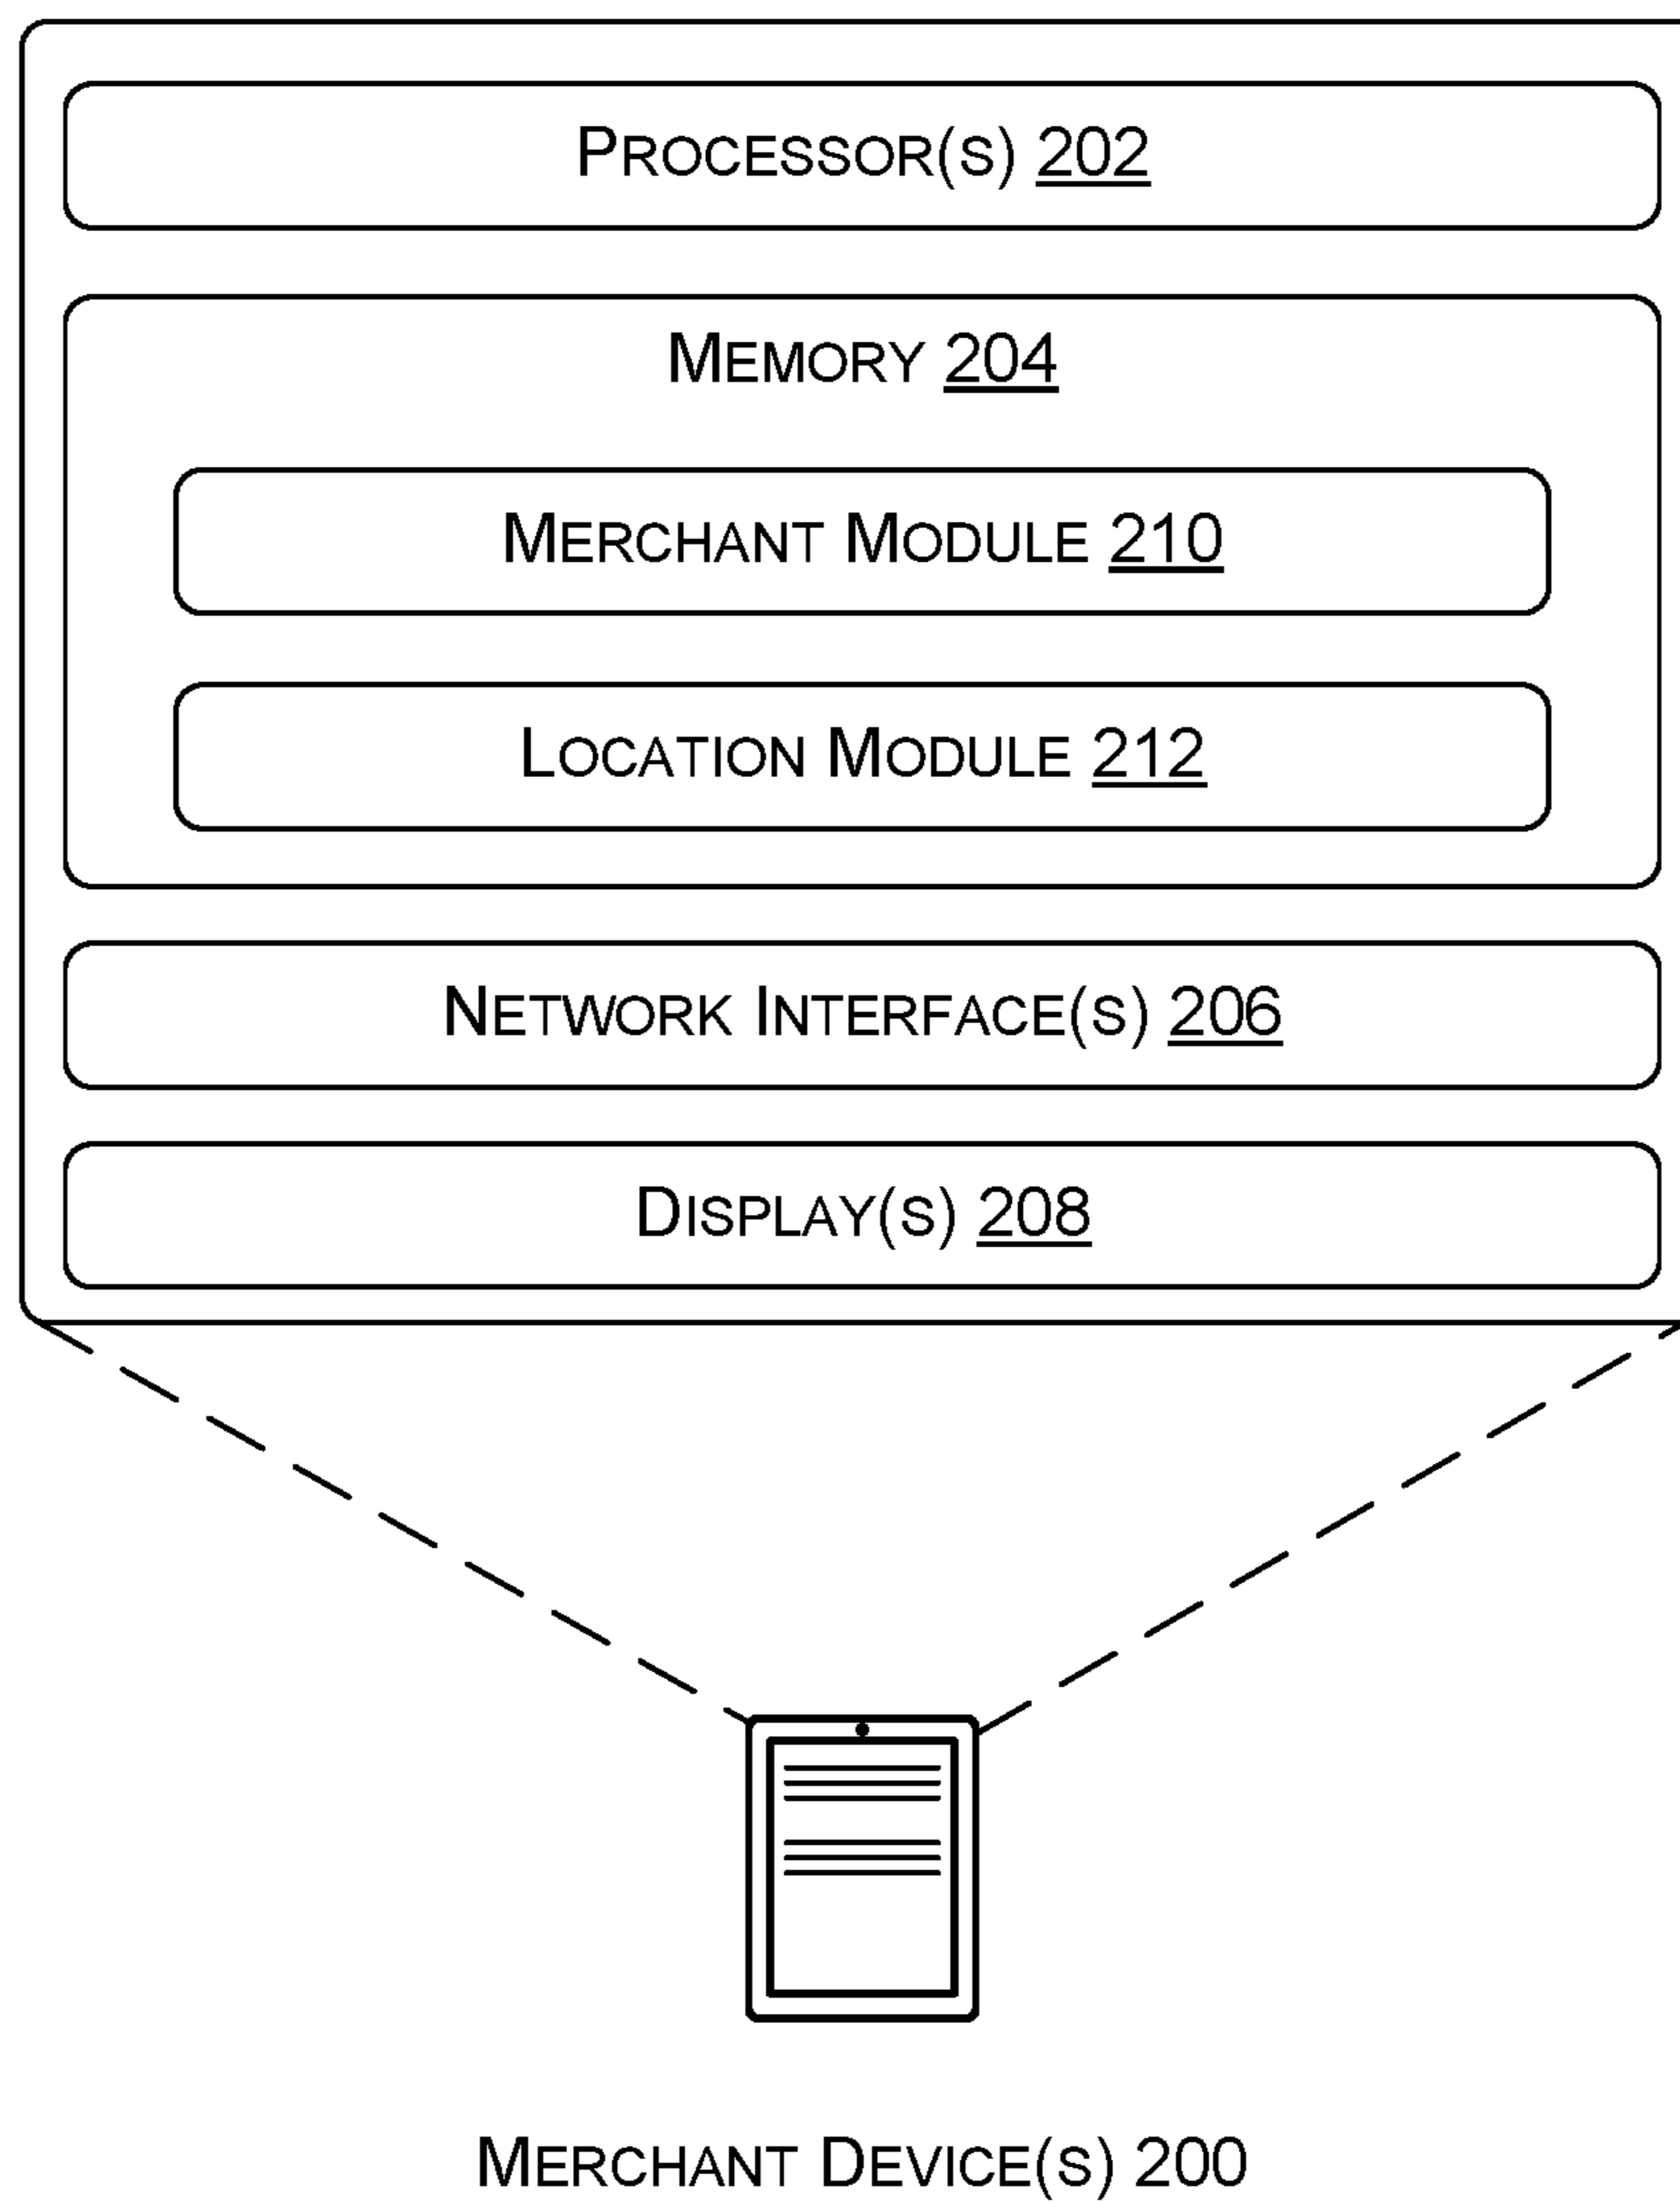 PROCESSOR(S) 202
MEMORY 204
MERCHANT MODULE 210
LOCATION MODULE 212
NETWORK INTERFACE(S) 206
DISPLAY(S) 208
MERCHANT DEVICE(S) 200